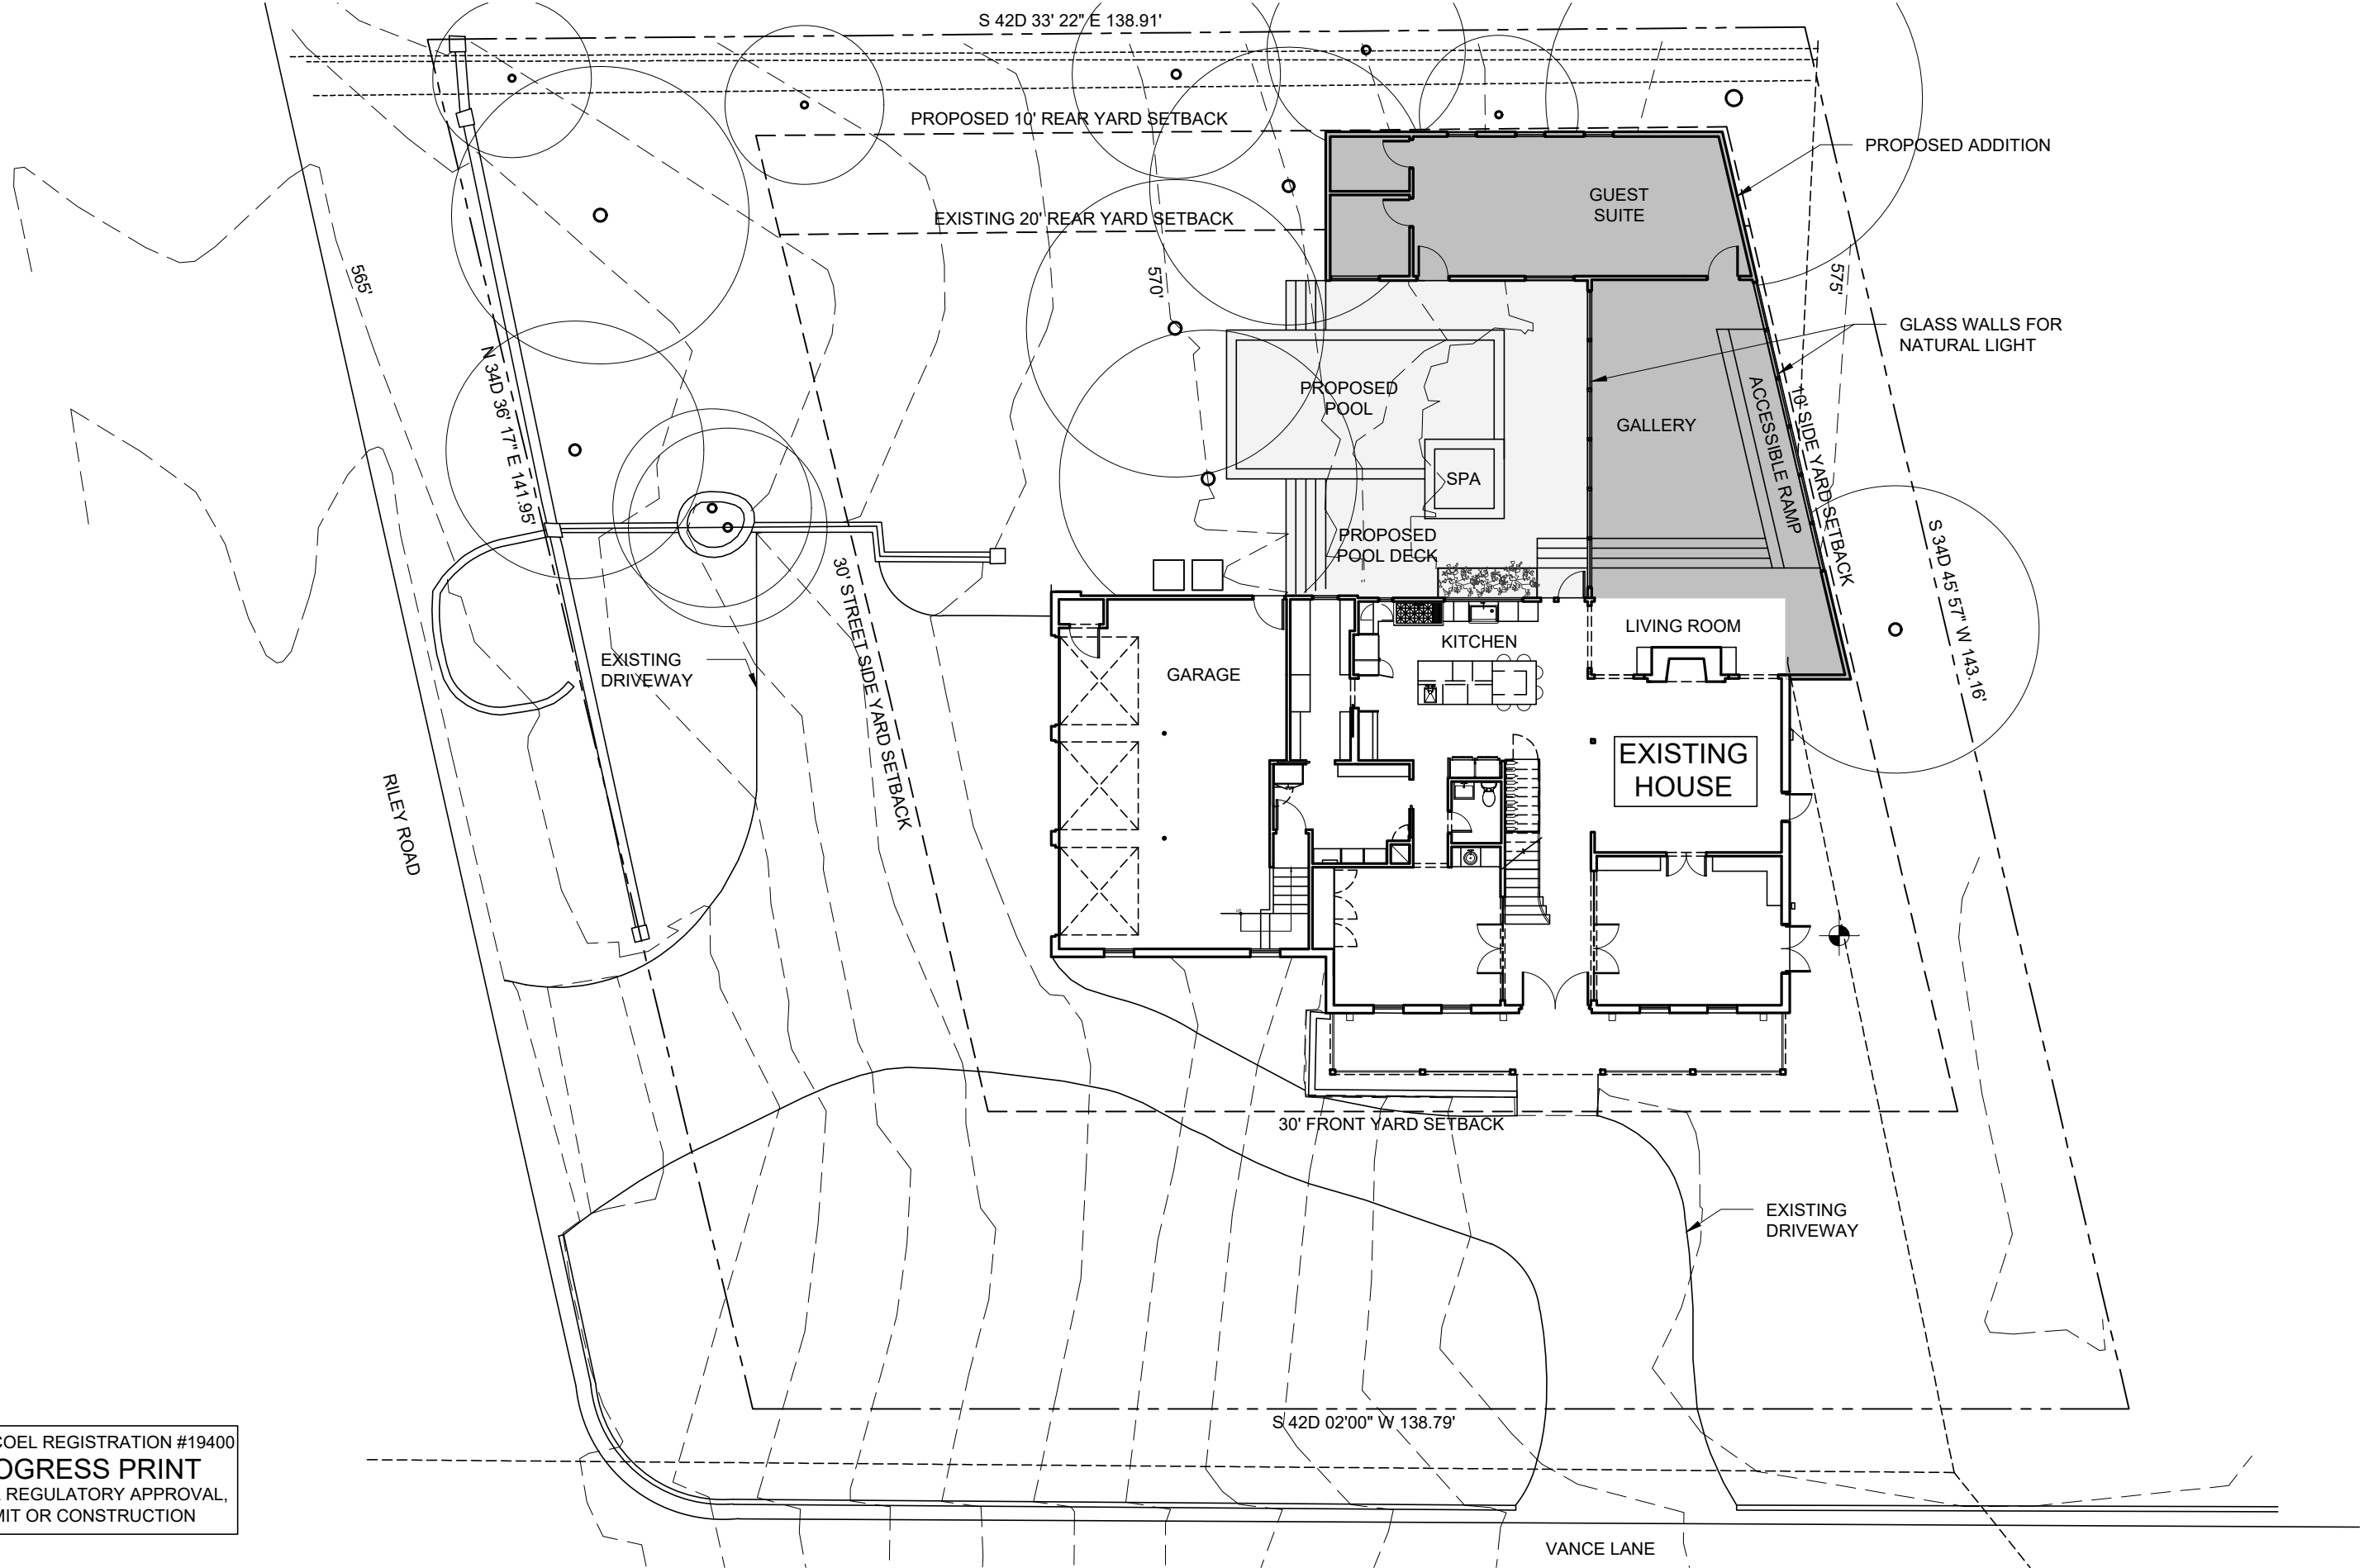 S 42D 33' 22" E 138.91'
PROPOSED 10' REAR YARD SETBACK
PROPOSED ADDITION
GUEST
SUITE
EXISTING 20' REAR YARD SETBACK
565'
570'
575'
GLASS WALLS FOR
NATURAL LIGHT
N 34D 36' 17" E 141.95'
PROPOSED
POOL
GALLERY
ACCESSIBLE RAMP
10' SIDE YARD SETBACK
SPA
PROPOSED
POOL DECK
S 34D 45' 57" W 143.16'
30' STREET SIDE YARD SETBACK
LIVING ROOM
KITCHEN
EXISTING
DRIVEWAY
GARAGE
EXISTING
HOUSE
RILEY ROAD
30' FRONT YARD SETBACK
EXISTING
DRIVEWAY
S 42D 02'00" W 138.79'
COEL REGISTRATION #19400
OGRESS PRINT
REGULATORY APPROVAL,
MIT OR CONSTRUCTION
VANCE LANE